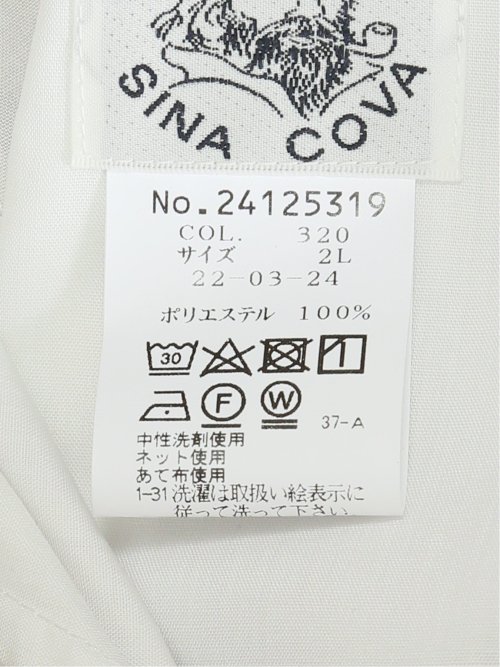 SINA COVA
No.24125319
COL. 320
サイズ 2L
22-03-24
ポリエステル 100%
30
F W 37-A
中性洗剤使用
ネット使用
あて布使用
1-31 洗濯は取扱い絵表示に
従って洗って下さい。